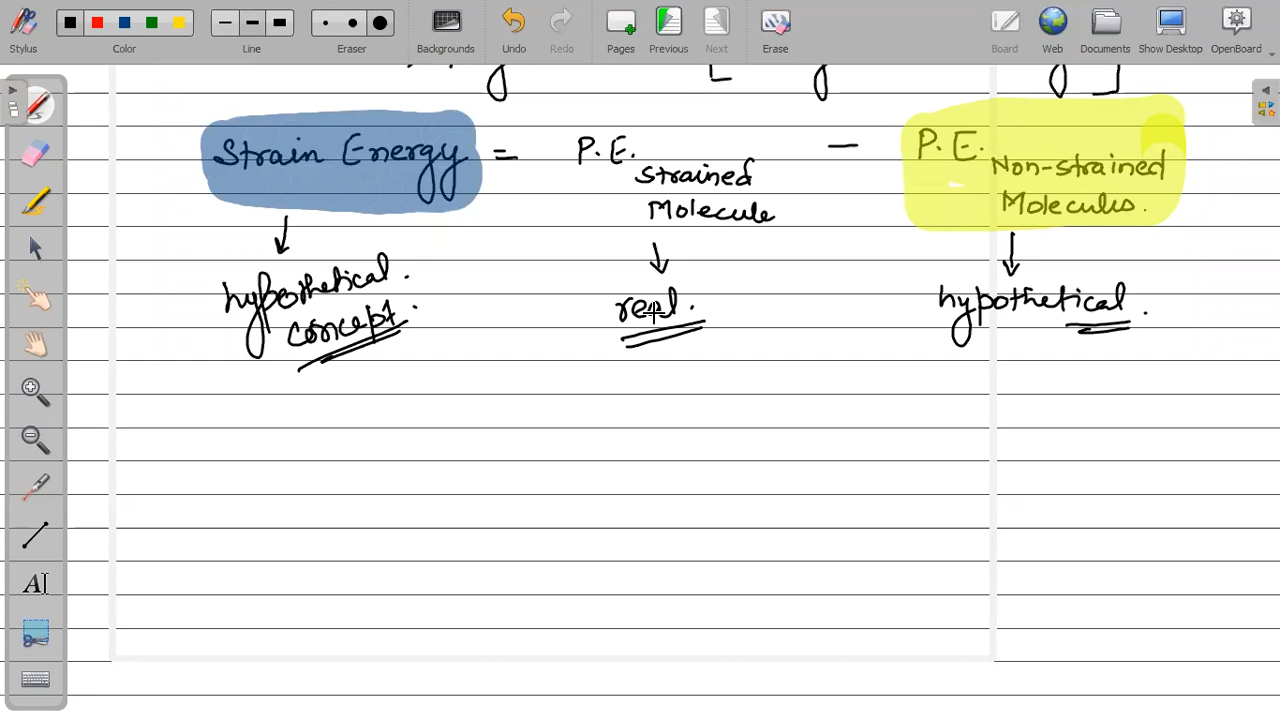 Color
Line
Eraser
Stylus
Backgrounds
Undo
Redo
Pages
Previous
Next
Erase
Board
Web
Documents
Show Desktop
OpenBoard
Strain Energy = P.E. Strained Molecule — P.E. Non-strained Molecules.
hypothetical. concept.
real.
hypothetical.
AI